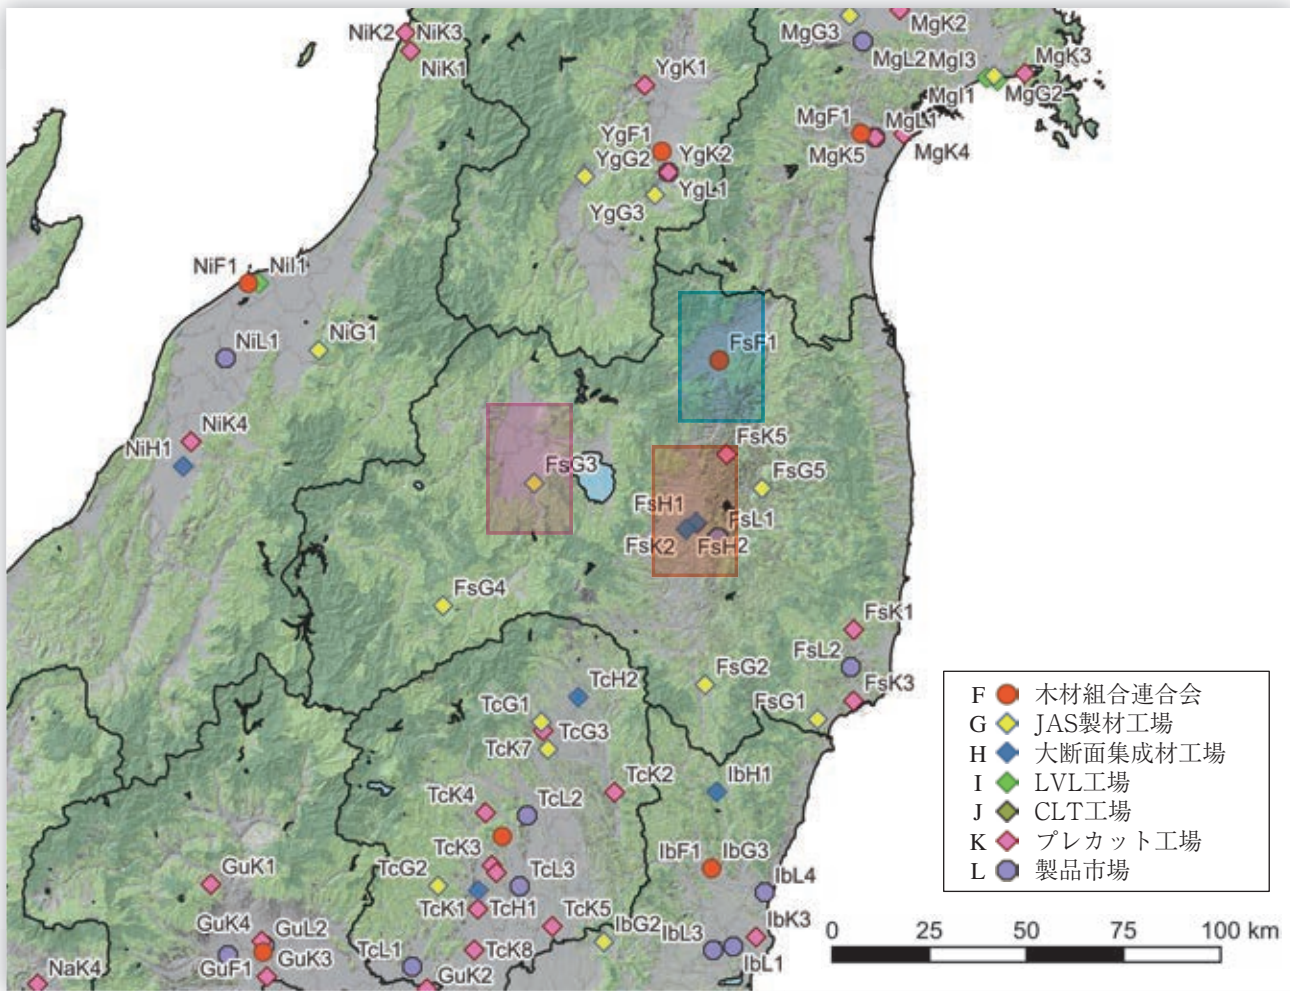 NiK2
NiK3
NiK1
YgK1
MgG3
MgK2
MgL2
MgI3
MgK3
MgI1
MgG2
YgF1
YgG2
YgK2
YgL1
YgG3
MgF1
MgL1
MgK5
MgK4
NiF1
NiI1
NiL1
NiG1
FsF1
NiK4
NiH1
FsG3
FsK5
FsG5
FsH1
FsL1
FsK2
FsH2
FsG4
FsK1
FsL2
FsG2
FsK3
FsG1
TcH2
TcG1
TcG3
TcK7
TcK2
IbH1
TcK4
TcL2
TcK3
TcG2
TcL3
IbF1
IbG3
IbL4
GuK1
TcK1
TcH1
TcK5
IbG2
IbL3
IbK3
IbL1
GuK4
GuL2
GuF1
GuK3
TcL1
TcK8
GuK2
NaK4
F 木材組合連合会
G JAS製材工場
H 大断面集成材工場
I LVL工場
J CLT工場
K プレカット工場
L 製品市場
0 25 50 75 100 km